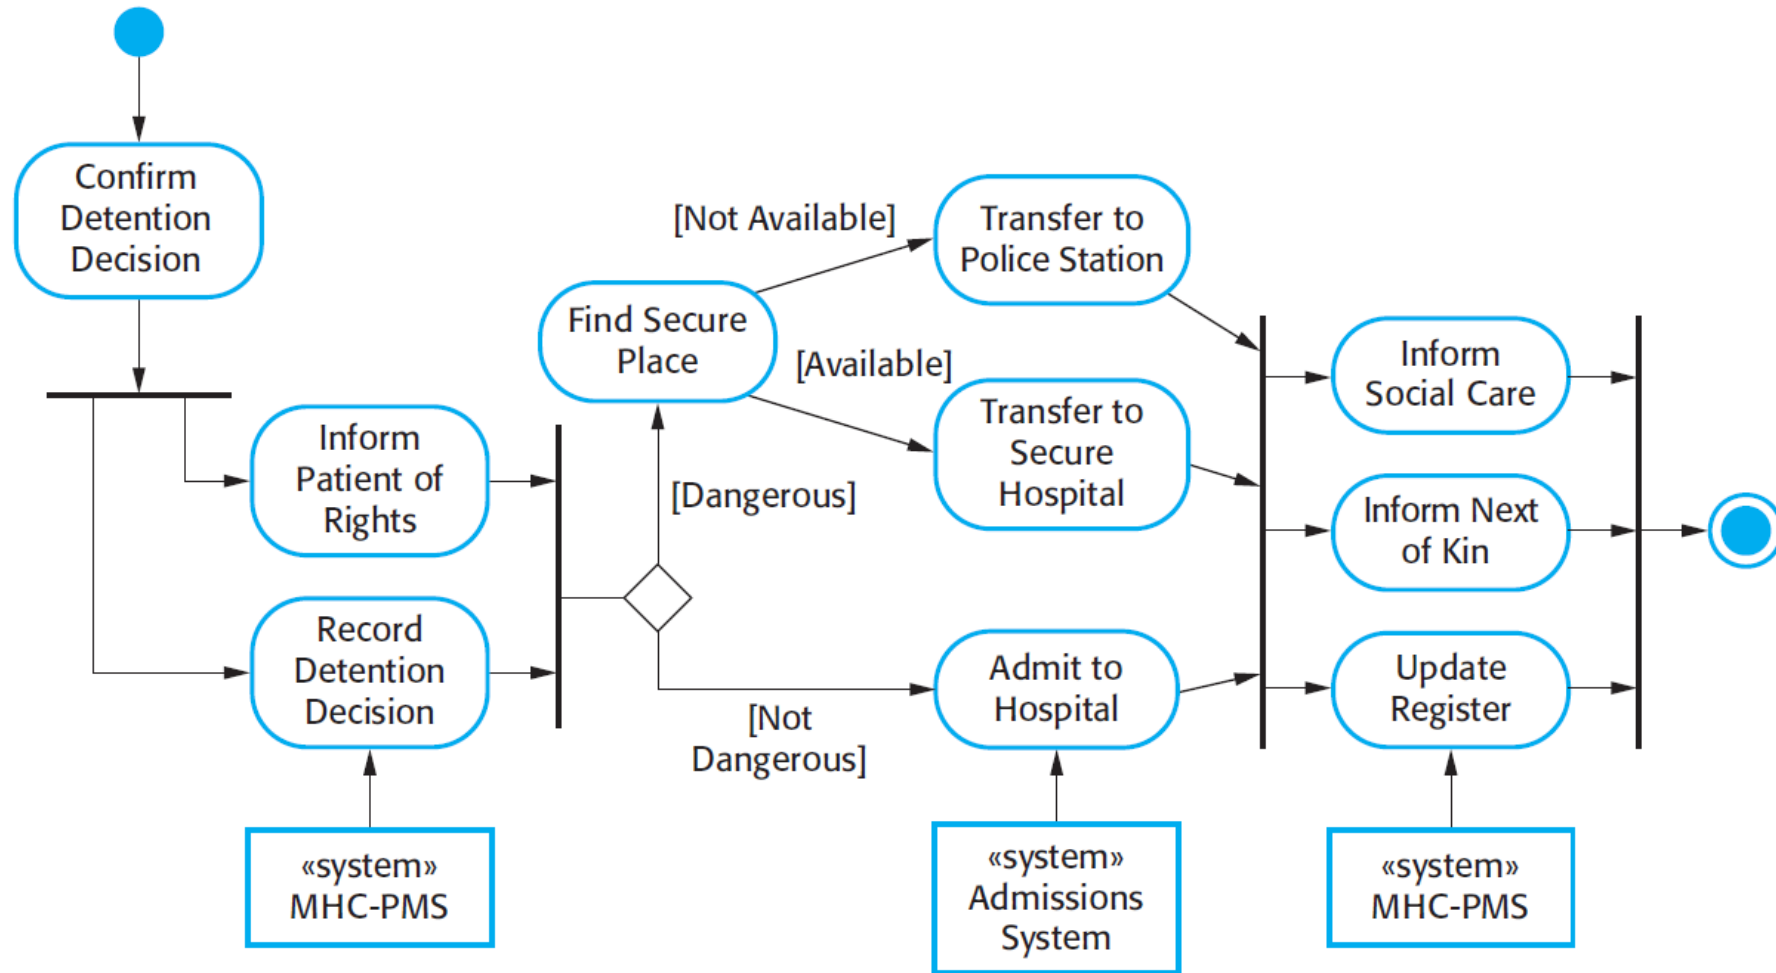 Confirm
Detention
Decision
Inform
Patient of
Rights
Record
Detention
Decision
«system»
MHC-PMS
Find Secure
Place
[Not Available]
[Available]
[Dangerous]
[Not
Dangerous]
Transfer to
Police Station
Transfer to
Secure
Hospital
Admit to
Hospital
«system»
Admissions
System
Inform
Social Care
Inform Next
of Kin
Update
Register
«system»
MHC-PMS